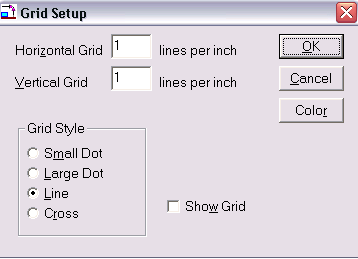 Grid Setup
Horizontal Grid 1 lines per inch
OK
Vertical Grid 1 lines per inch
Cancel
Color
Grid Style
Small Dot
Large Dot
Line
Cross
Show Grid